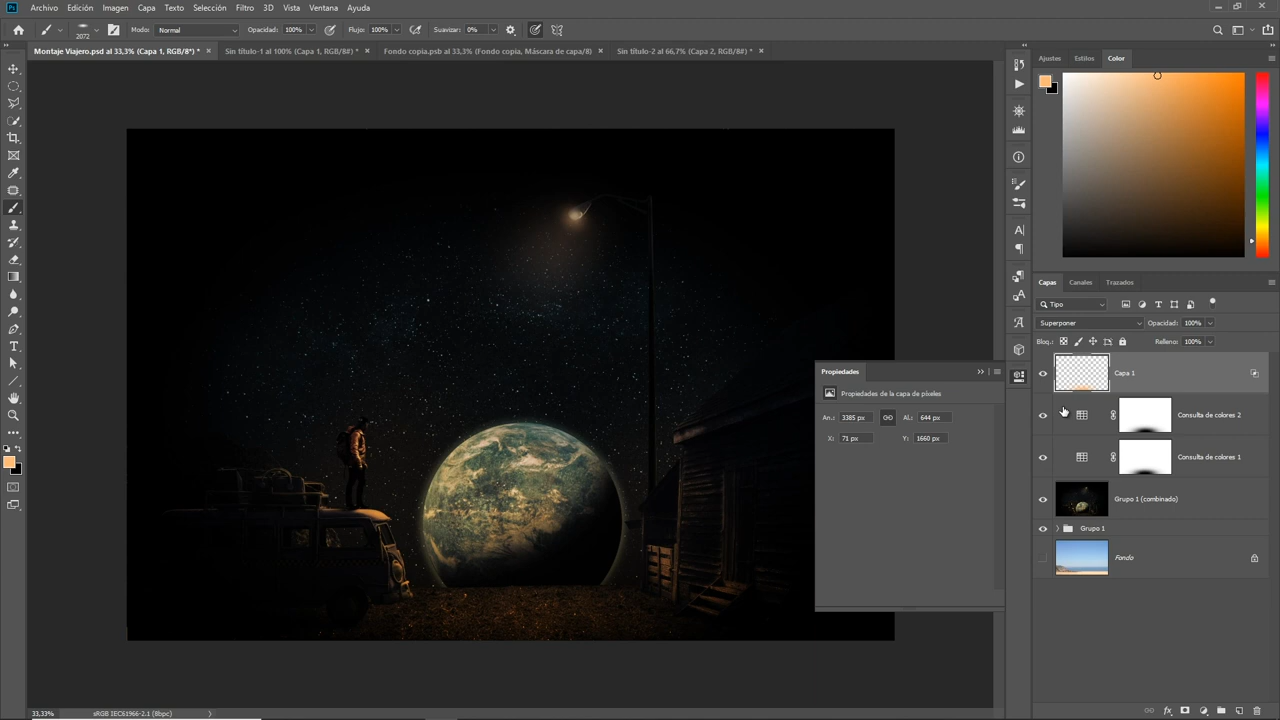 Ps Archivo Edición Imagen Capa Texto Selección Filtro 3D Vista Ventana Ayuda
2072 Modo: Normal Opacidad: 100% Flujo: 100% Suavizar: 0%
Montaje Viajero.psd al 33,3% (Capa 1, RGB/8*) * × Sin título-1 al 100% (Capa 1, RGB/8#) * × Fondo copia.psb al 33,3% (Fondo copia, Máscara de capa/8) × Sin título-2 al 66,7% (Capa 2, RGB/8#) * ×
Ajustes Estilos Color
Capas Canales Trazados
Tipo
Superponer Opacidad: 100%
Bloq.: Relleno: 100%
Capa 1
Consulta de colores 2
Consulta de colores 1
Grupo 1 (combinado)
Grupo 1
Fondo
Propiedades
Propiedades de la capa de píxeles
An.: 3385 px AL: 644 px
X: 71 px Y: 1660 px
33,33% sRGB IEC61966-2.1 (8bpc)